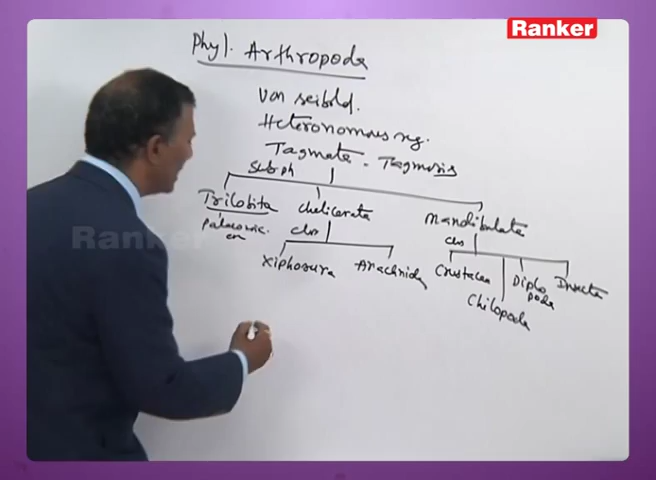 Ranker
Phyl. Arthropoda
Von seibold.
Heteronomous seg.
Tagmata - Tagmosis
Subph
Trilobita Chelicerata Mandibulata
Palaeozoic cls cls
Xiphosura Arachnida Crustacea Chilopoda Diplopoda Insecta
Ranker